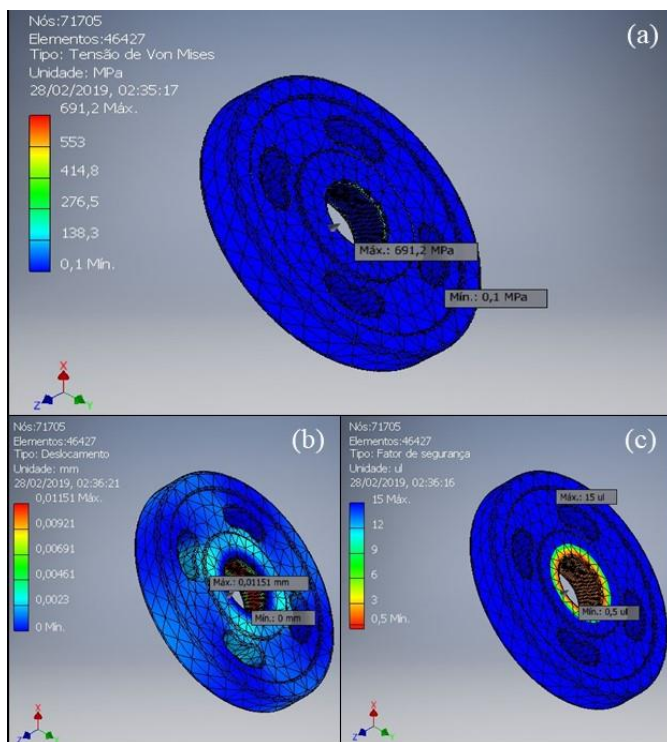 Nós:71705
Elementos:46427
Tipo: Tensão de Von Mises
Unidade: MPa
28/02/2019, 02:35:17
691,2 Máx.
553
414,8
276,5
138,3
0,1 Mín.
(a)
Máx.: 691,2 MPa
Mín.: 0,1 MPa
X
Z
Y
Nós:71705
Elementos:46427
Tipo: Deslocamento
Unidade: mm
28/02/2019, 02:36:21
0,01151 Máx.
0,00921
0,00691
0,00461
0,0023
0 Mín.
(b)
Máx.: 0,01151 mm
Mín.: 0 mm
X
Z
Y
Nós:71705
Elementos:46427
Tipo: Fator de segurança
Unidade: ul
28/02/2019, 02:36:16
15 Máx.
12
9
6
3
0,5 Mín.
(c)
Máx.: 15 ul
Mín.: 0,5 ul
X
Z
Y